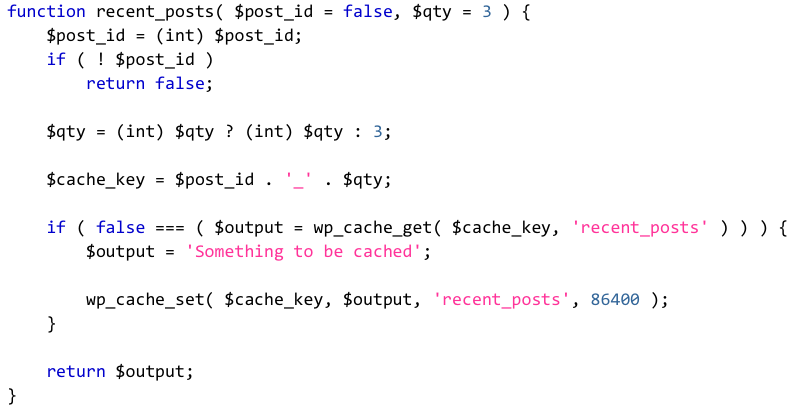 function recent_posts( $post_id = false, $qty = 3 ) {
    $post_id = (int) $post_id;
    if ( ! $post_id )
        return false;

    $qty = (int) $qty ? (int) $qty : 3;

    $cache_key = $post_id . '_' . $qty;

    if ( false === ( $output = wp_cache_get( $cache_key, 'recent_posts' ) ) ) {
        $output = 'Something to be cached';

        wp_cache_set( $cache_key, $output, 'recent_posts', 86400 );
    }

    return $output;
}